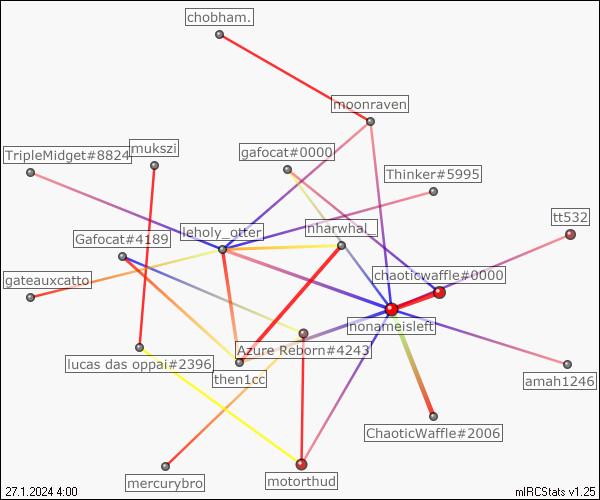 chobham.
moonraven
mukszi
TripleMidget#8824
gafocat#0000
Thinker#5995
tt532
leholy_otter
nharwhal_
Gafocat#4189
chaoticwaffle#0000
gateauxcatto
nonameisleft
Azure Reborn#4243
lucas das oppai#2396
then1cc
amah1246
ChaoticWaffle#2006
mercurybro
motorthud
27.1.2024 4:00
mIRCStats v1.25